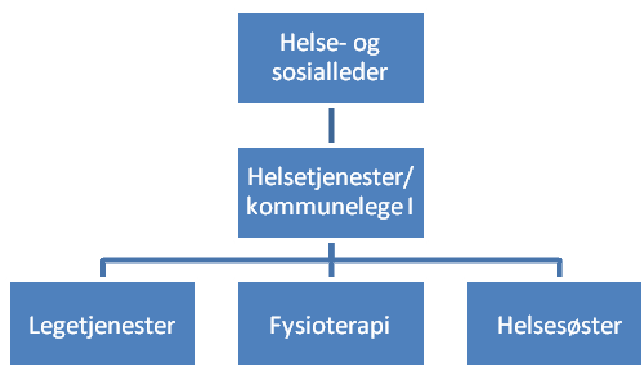 Helse- og
sosialleder
Helsetjenester/
kommunelege I
Legetjenester
Fysioterapi
Helsesøster